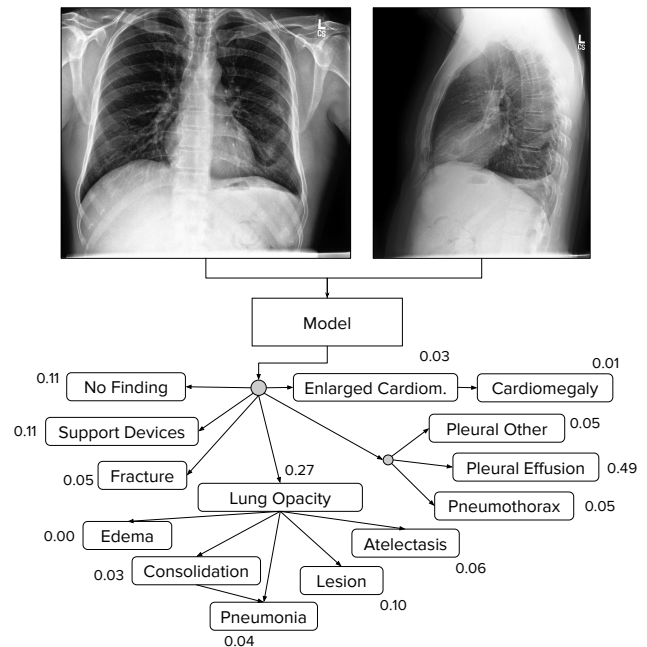 L
CS
L
CS
Model
0.03
0.01
0.11
No Finding
Enlarged Cardiom.
Cardiomegaly
0.11
Support Devices
Pleural Other
0.05
0.05
Fracture
0.27
Pleural Effusion
0.49
Lung Opacity
Pneumothorax
0.05
0.00
Edema
Atelectasis
0.06
0.03
Consolidation
Lesion
0.10
Pneumonia
0.04